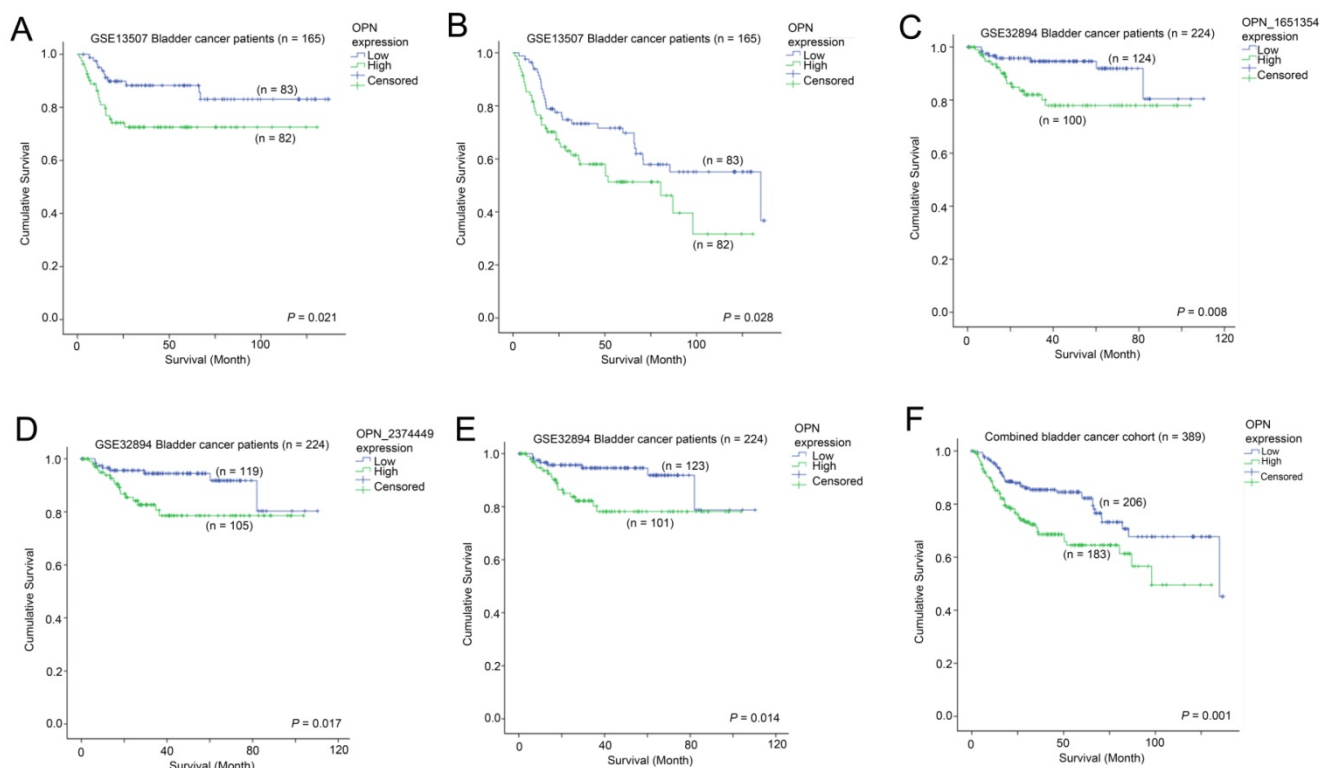 A
GSE13507 Bladder cancer patients (n = 165)
OPN
expression
Low
High
Censored
(n = 83)
(n = 82)
1.0
0.8
0.6
0.4
0.2
0.0
Cumulative Survival
P = 0.021
0 50 100
Survival (Month)
B
GSE13507 Bladder cancer patients (n = 165)
OPN
expression
Low
High
Censored
(n = 83)
(n = 82)
1.0
0.8
0.6
0.4
0.2
0.0
Cumulative Survival
P = 0.028
0 50 100
Survival (Month)
C
GSE32894 Bladder cancer patients (n = 224)
OPN_1651354
expression
Low
High
Censored
(n = 124)
(n = 100)
1.0
0.8
0.6
0.4
0.2
0.0
Cumulative Survival
P = 0.008
0 40 80 120
Survival (Month)
D
GSE32894 Bladder cancer patients (n = 224)
OPN_2374449
expression
Low
High
Censored
(n = 119)
(n = 105)
1.0
0.8
0.6
0.4
0.2
0.0
Cumulative Survival
P = 0.017
0 40 80 120
Survival (Month)
E
GSE32894 Bladder cancer patients (n = 224)
OPN
expression
Low
High
Censored
(n = 123)
(n = 101)
1.0
0.8
0.6
0.4
0.2
0.0
Cumulative Survival
P = 0.014
0 40 80 120
Survival (Month)
F
Combined bladder cancer cohort (n = 389)
OPN
expression
Low
High
Censored
(n = 206)
(n = 183)
1.0
0.8
0.6
0.4
0.2
0.0
Cumulative Survival
P = 0.001
0 50 100
Survival (Month)